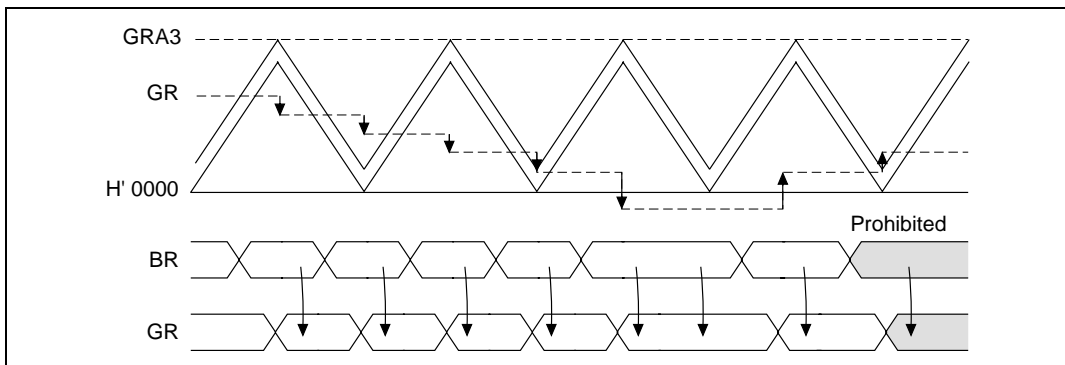 GRA3
GR
H' 0000
Prohibited
BR
GR